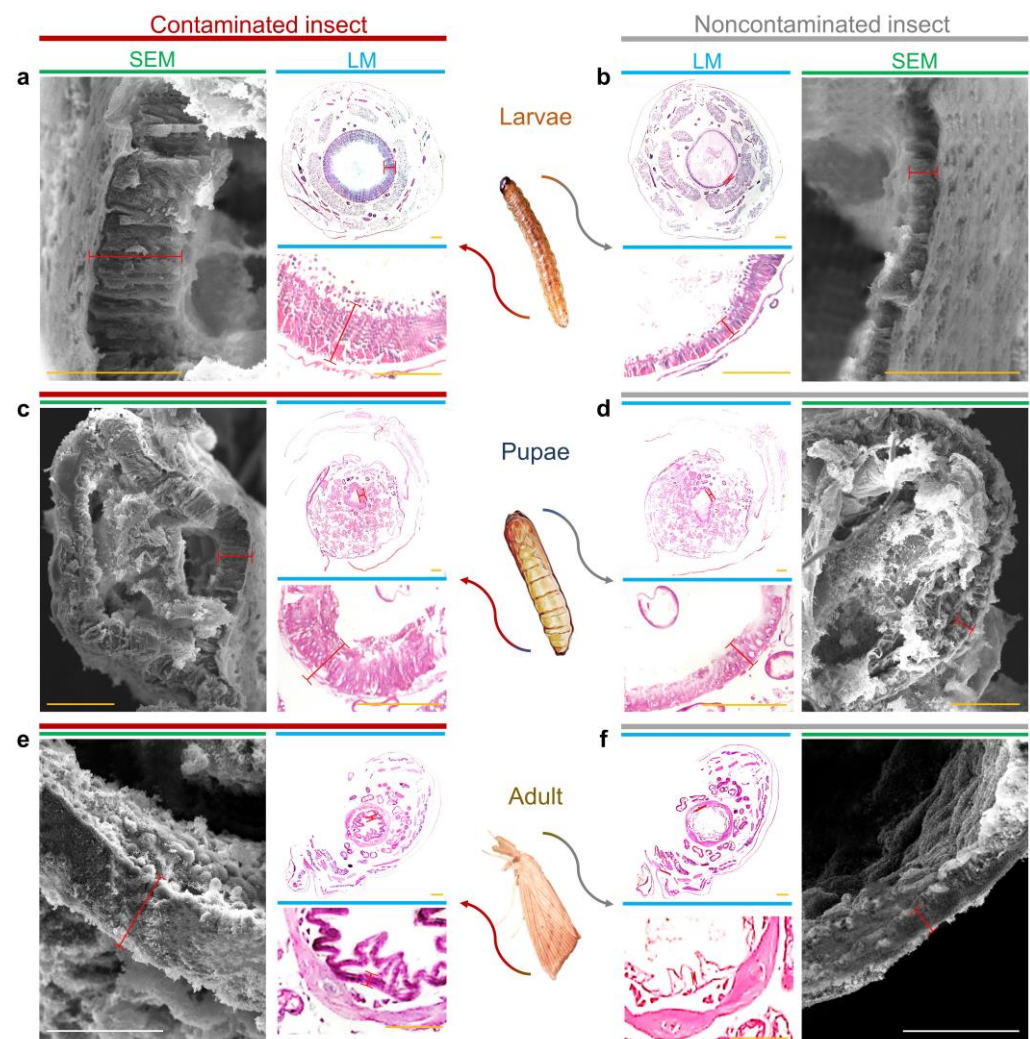 Contaminated insect
Noncontaminated insect
SEM
LM
LM
SEM
a
b
Larvae
c
d
Pupae
e
f
Adult